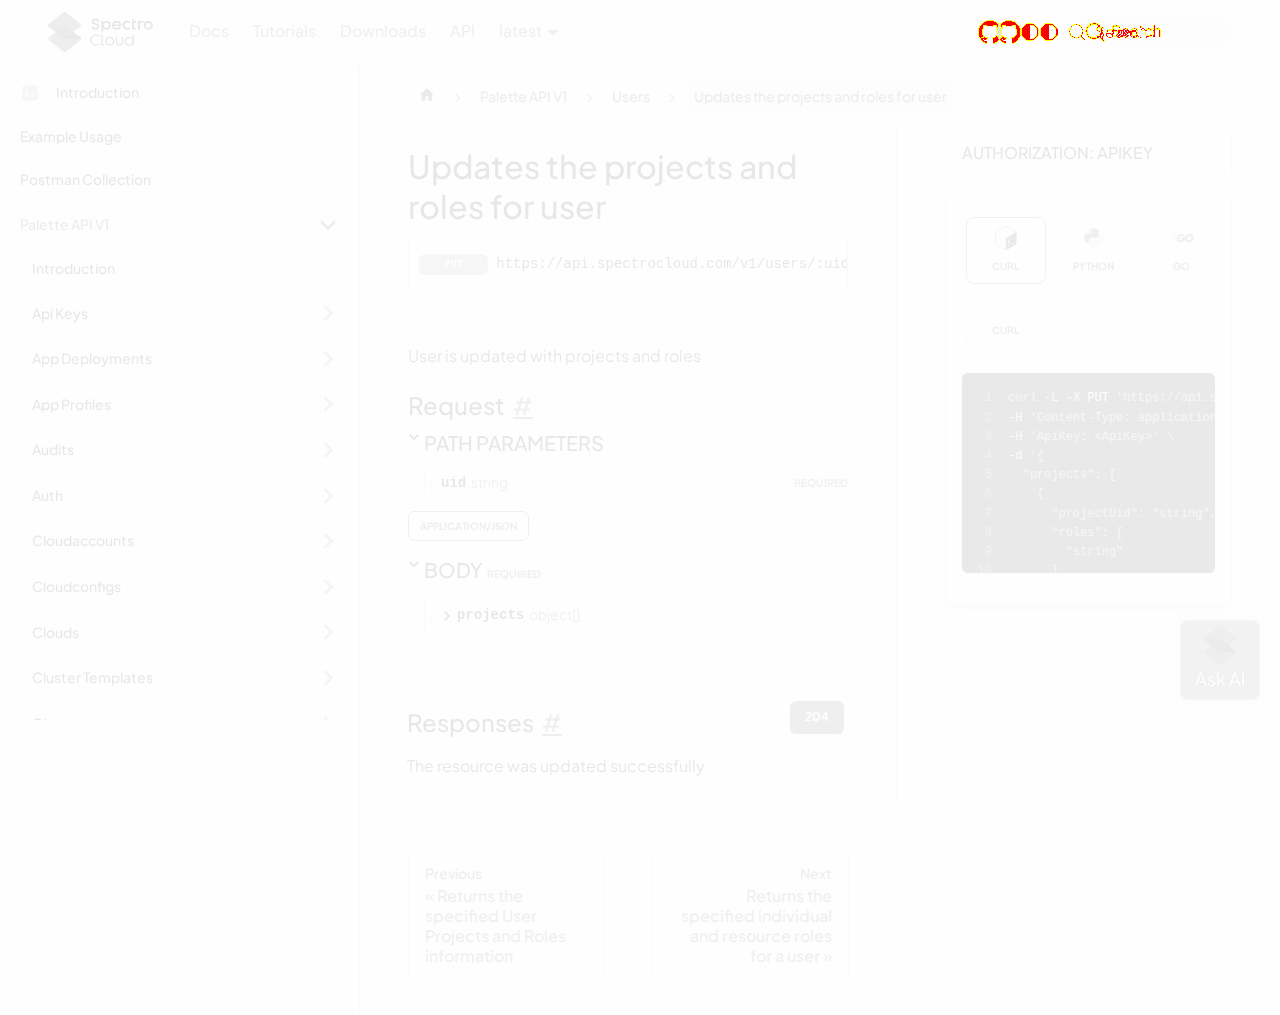 Spectro
Cloud
Docs
Tutorials
Downloads
API
latest
Search
Introduction
Example Usage
Postman Collection
Palette API V1
Introduction
Api Keys
App Deployments
App Profiles
Audits
Auth
Cloudaccounts
Cloudconfigs
Clouds
Cluster Templates
Palette API V1
Users
Updates the projects and roles for user
Updates the projects and
roles for user
PUT
https://api.spectrocloud.com/v1/users/:uid
User is updated with projects and roles
Request #
PATH PARAMETERS
uid string
REQUIRED
APPLICATION/JSON
BODY REQUIRED
projects object[]
Responses #
204
The resource was updated successfully
Previous
« Returns the
specified User
Projects and Roles
information
Next
Returns the
specified individual
and resource roles
for a user »
AUTHORIZATION: APIKEY
CURL
PYTHON
GO
CURL
1 curl -L -X PUT 'https://api.s
2 -H 'Content-Type: application
3 -H 'ApiKey: <ApiKey>' \
4 -d '{
5 "projects": [
6 {
7 "projectUid": "string",
8 "roles": [
9 "string"
10 ]
Ask AI